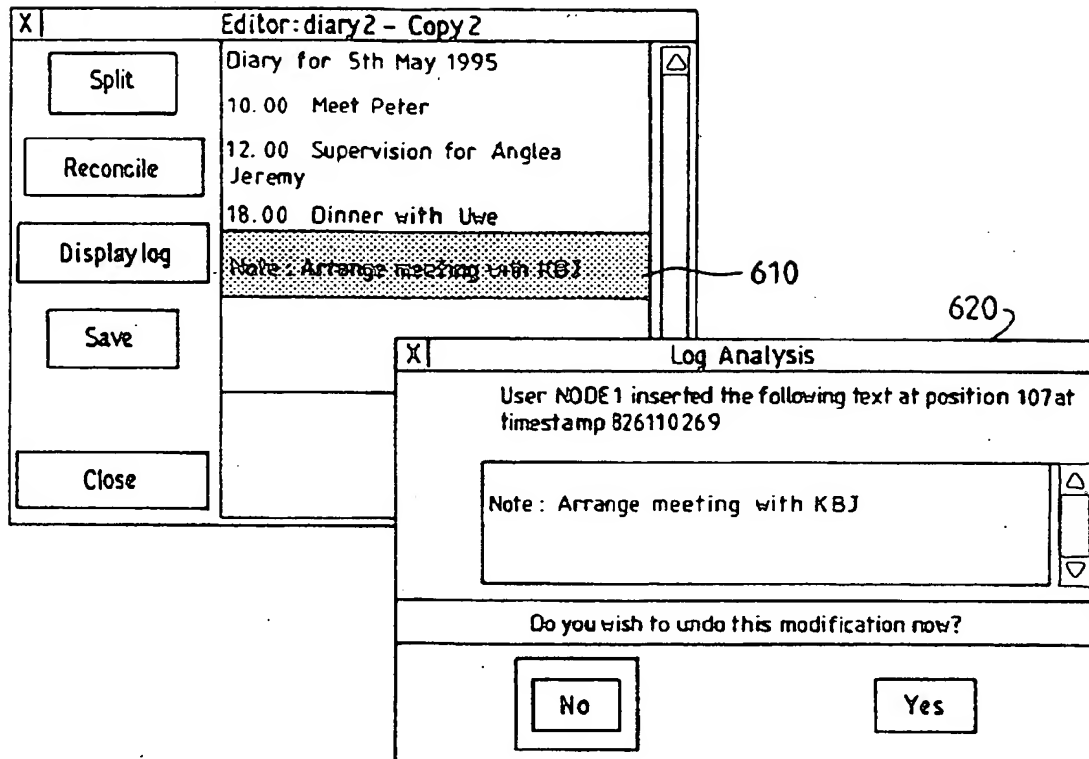 X
Editor:diary2 - Copy2
Split
Reconcile
Display log
Save
Close
Diary for 5th May 1995
10.00 Meet Peter
12.00 Supervision for Anglea
Jeremy
18.00 Dinner with Uwe
Note: Arrange meeting with KBJ
610
620
X
Log Analysis
User NODE1 inserted the following text at position 107 at
timestamp 826110269
Note: Arrange meeting with KBJ
Do you wish to undo this modification now?
No
Yes